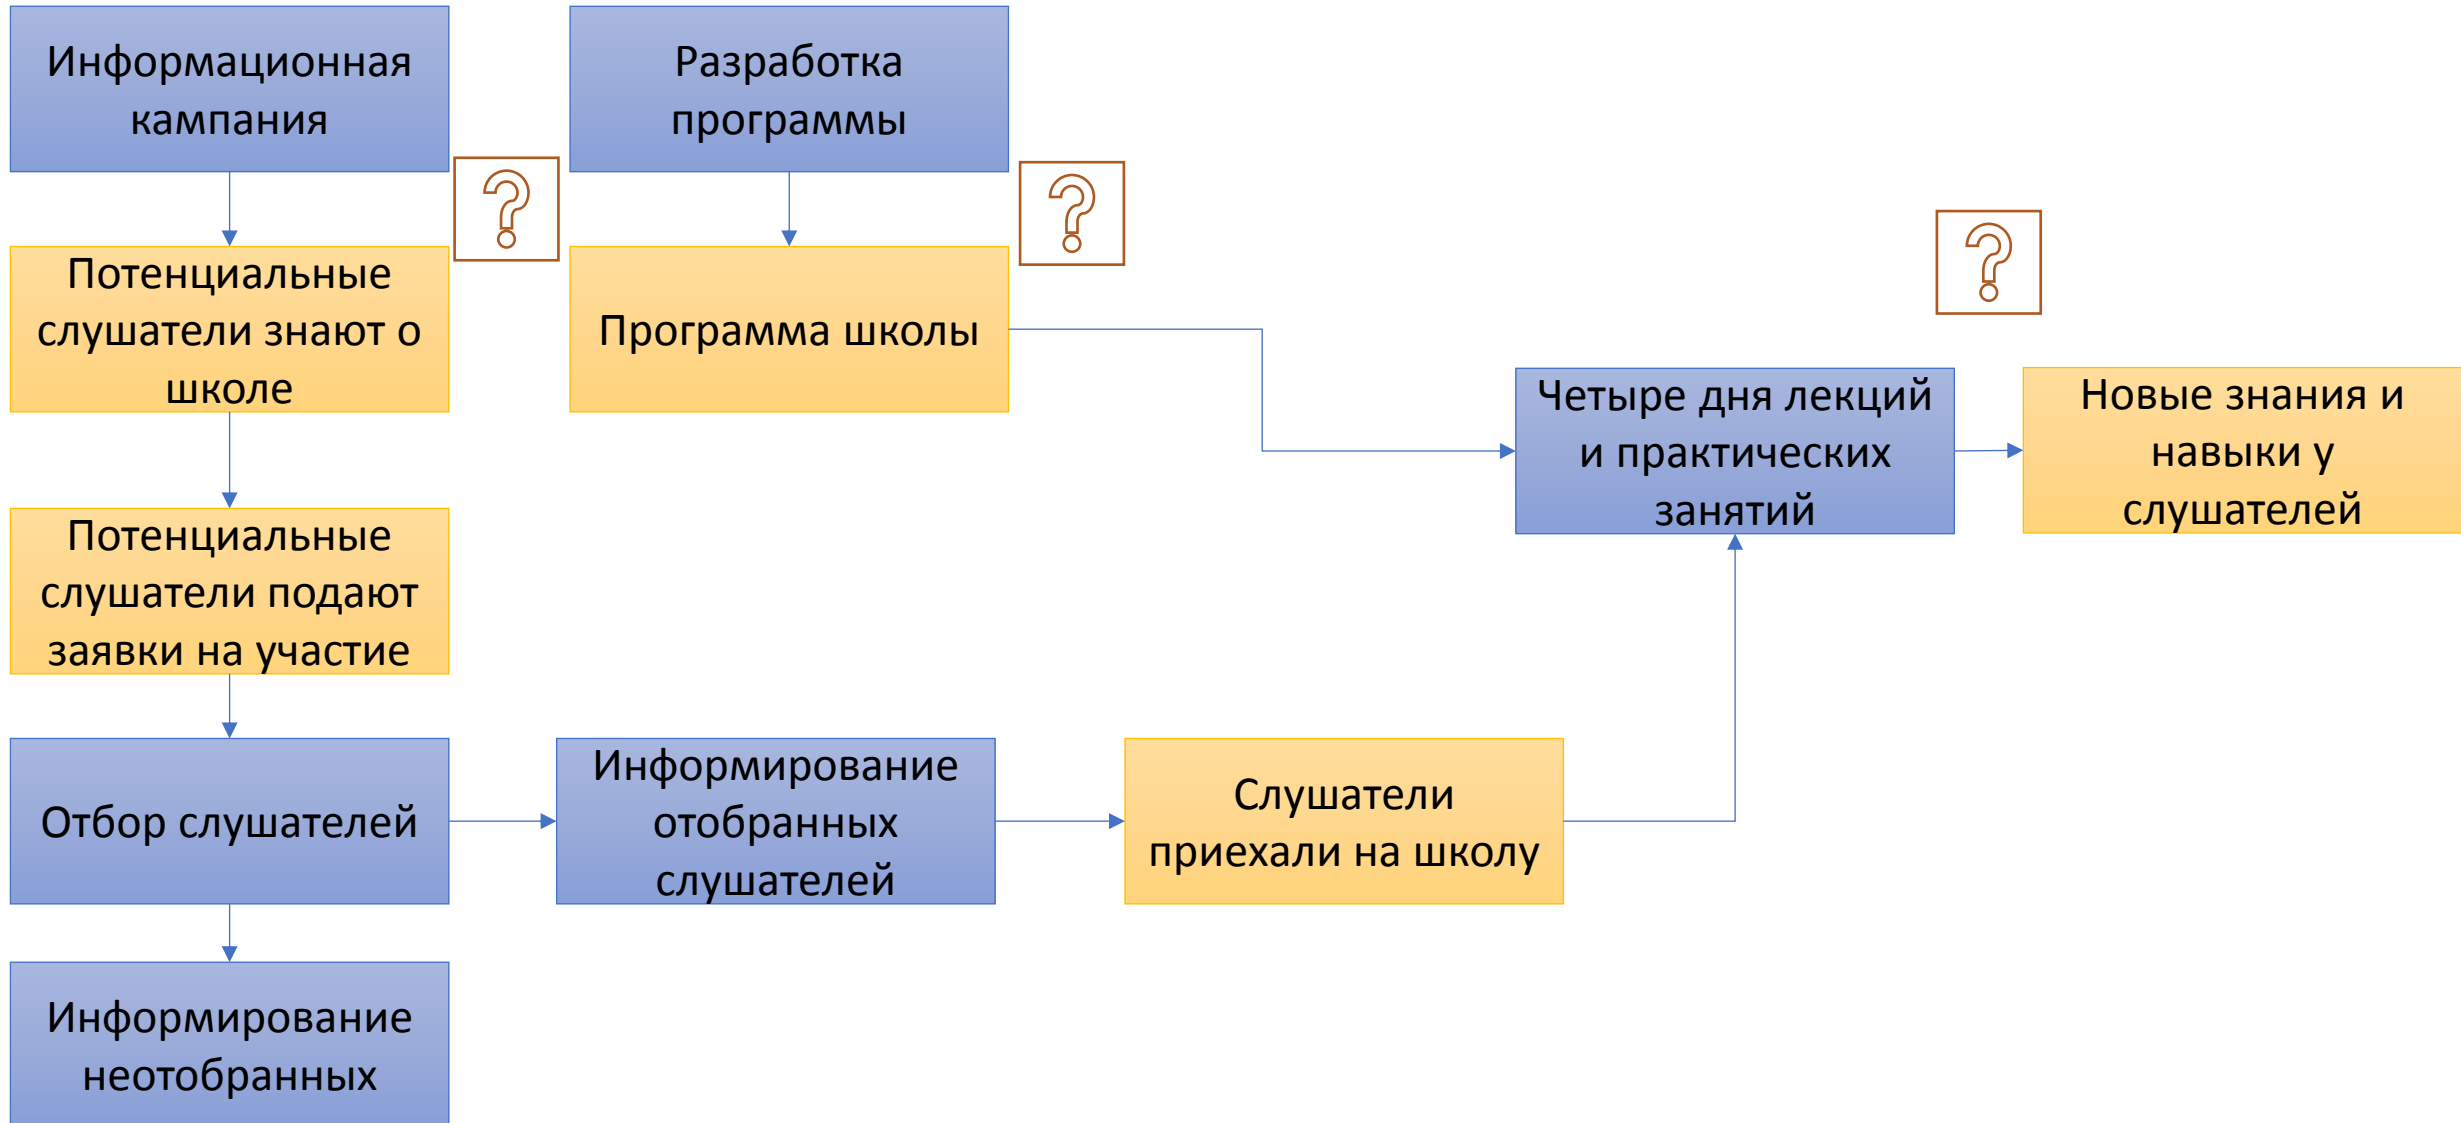 Информационная
кампания
Разработка
программы
Потенциальные
слушатели знают о
школе
Программа школы
Четыре дня лекций
и практических
занятий
Новые знания и
навыки у
слушателей
Потенциальные
слушатели подают
заявки на участие
Отбор слушателей
Информирование
отобранных
слушателей
Слушатели
приехали на школу
Информирование
неотобранных